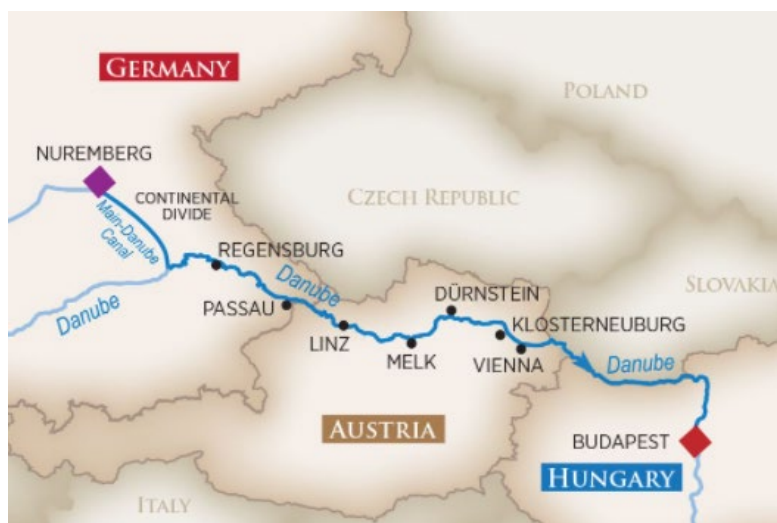 GERMANY
POLAND
NUREMBERG
CONTINENTAL
DIVIDE
CZECH REPUBLIC
Main-Danube
Canal
REGENSBURG
Danube
SLOVAKIA
Danube
PASSAU
DÜRNSTEIN
LINZ
KLOSTERNEUBURG
MELK
VIENNA
Danube
AUSTRIA
BUDAPEST
HUNGARY
ITALY